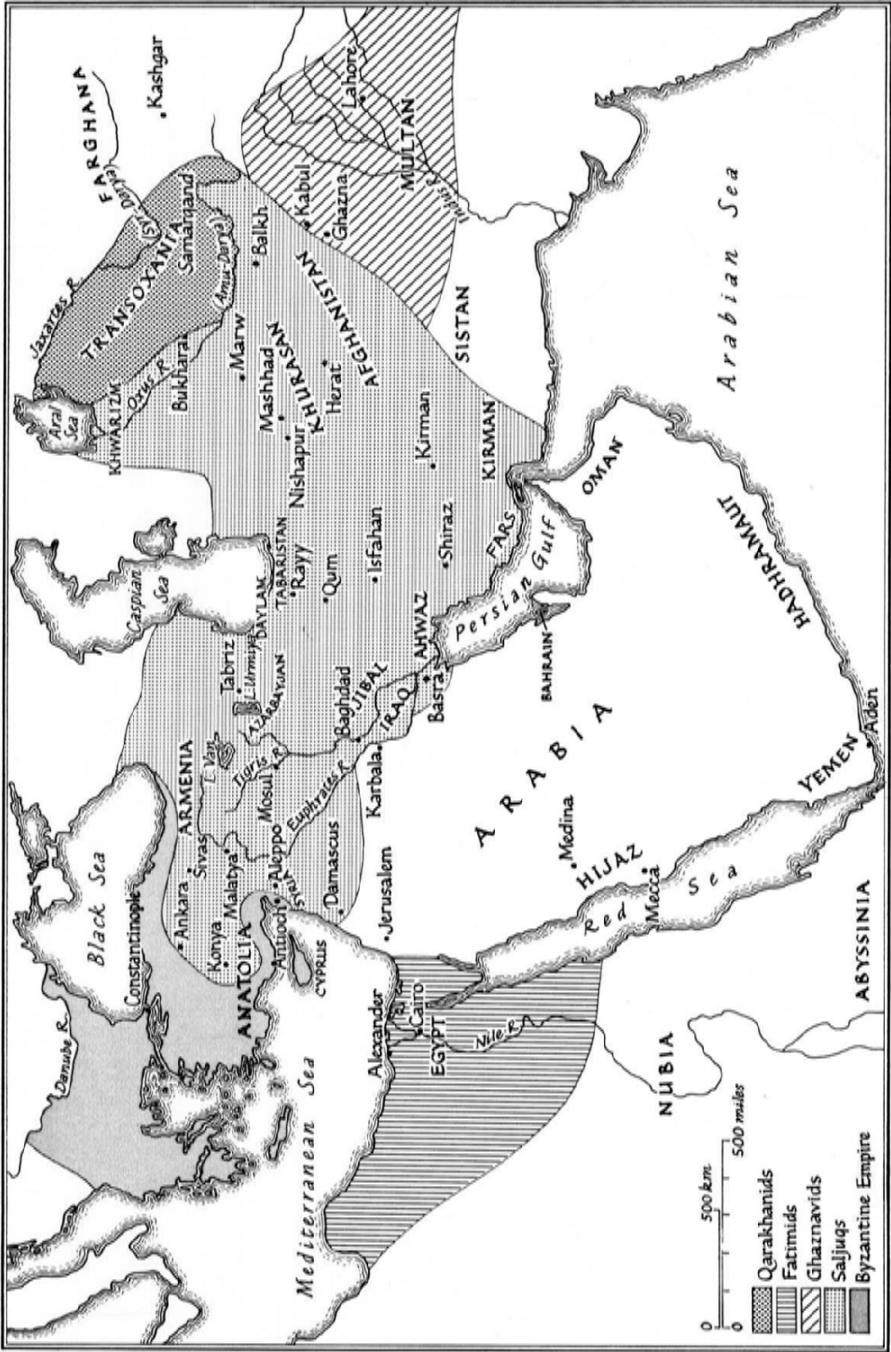 Danube R.
Black Sea
Constantinople
Ankara
Sivas
ARMENIA
Konya
Malatya
ANATOLIA
Antioch
Aleppo
SYRIA
CYPRUS
Damascus
Jerusalem
Mediterranean Sea
Alexander
Cairo
EGYPT
Nile R
NUBIA
ABYSSINIA
Red Sea
HIJAZ
Medina
Mecca
YEMEN
Aden
HADHRAMAUT
OMAN
ARABIA
BAHRAIN
Persian Gulf
L. Van
Tigris R
Mosul
Euphrates R
Karbala
Baghdad
JIBAL
IRAQ
Basra
AHWAZ
Tabriz
L. Urmiya
AZARBAYJAN
DAYLAM
TABARISTAN
Caspian
Sea
Rayy
Qum
Isfahan
Shiraz
FARS
KIRMAN
Kirman
Aral
Sea
KHWARIZM
Oxus R
(Amu-Darya)
Jaxartes R.
(Syr-Darya)
TRANSOXANIA
Bukhara
Samarqand
FARGHANA
Kashgar
Marw
Balkh
Mashhad
Nishapur
KHURASAN
Herat
AFGHANISTAN
Kabul
Ghazna
SISTAN
Lahore
MULTAN
Indus R.
Arabian Sea
0 500 km
0 500 miles
Qarakhanids
Fatimids
Ghaznavids
Saljuqs
Byzantine Empire